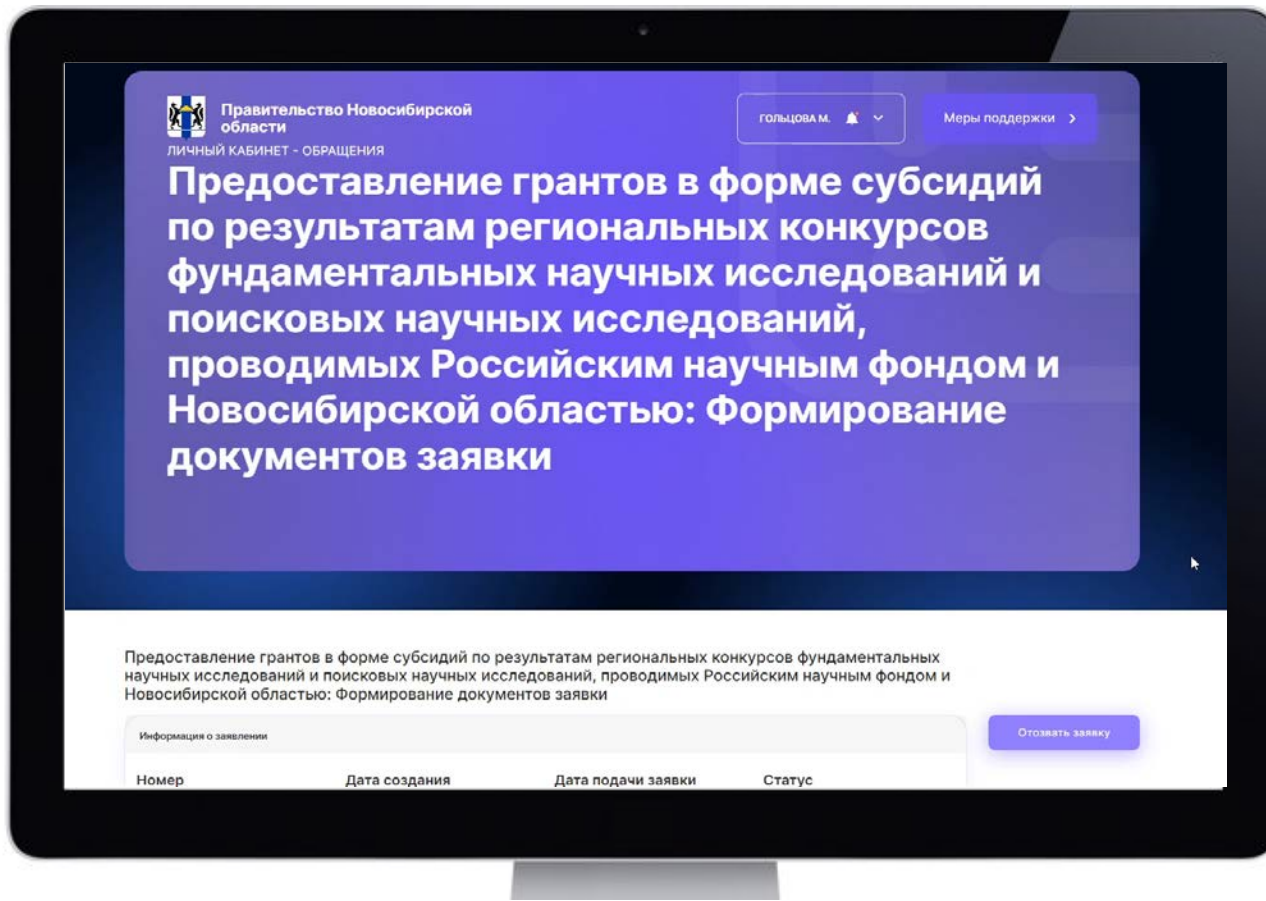 Правительство Новосибирской
области
ЛИЧНЫЙ КАБИНЕТ - ОБРАЩЕНИЯ
ГОЛЬЦОВА М.
Меры поддержки
Предоставление грантов в форме субсидий
по результатам региональных конкурсов
фундаментальных научных исследований и
поисковых научных исследований,
проводимых Российским научным фондом и
Новосибирской областью: Формирование
документов заявки
Предоставление грантов в форме субсидий по результатам региональных конкурсов фундаментальных
научных исследований и поисковых научных исследований, проводимых Российским научным фондом и
Новосибирской областью: Формирование документов заявки
Информация о заявлении
Отозвать заявку
Номер Дата создания Дата подачи заявки Статус